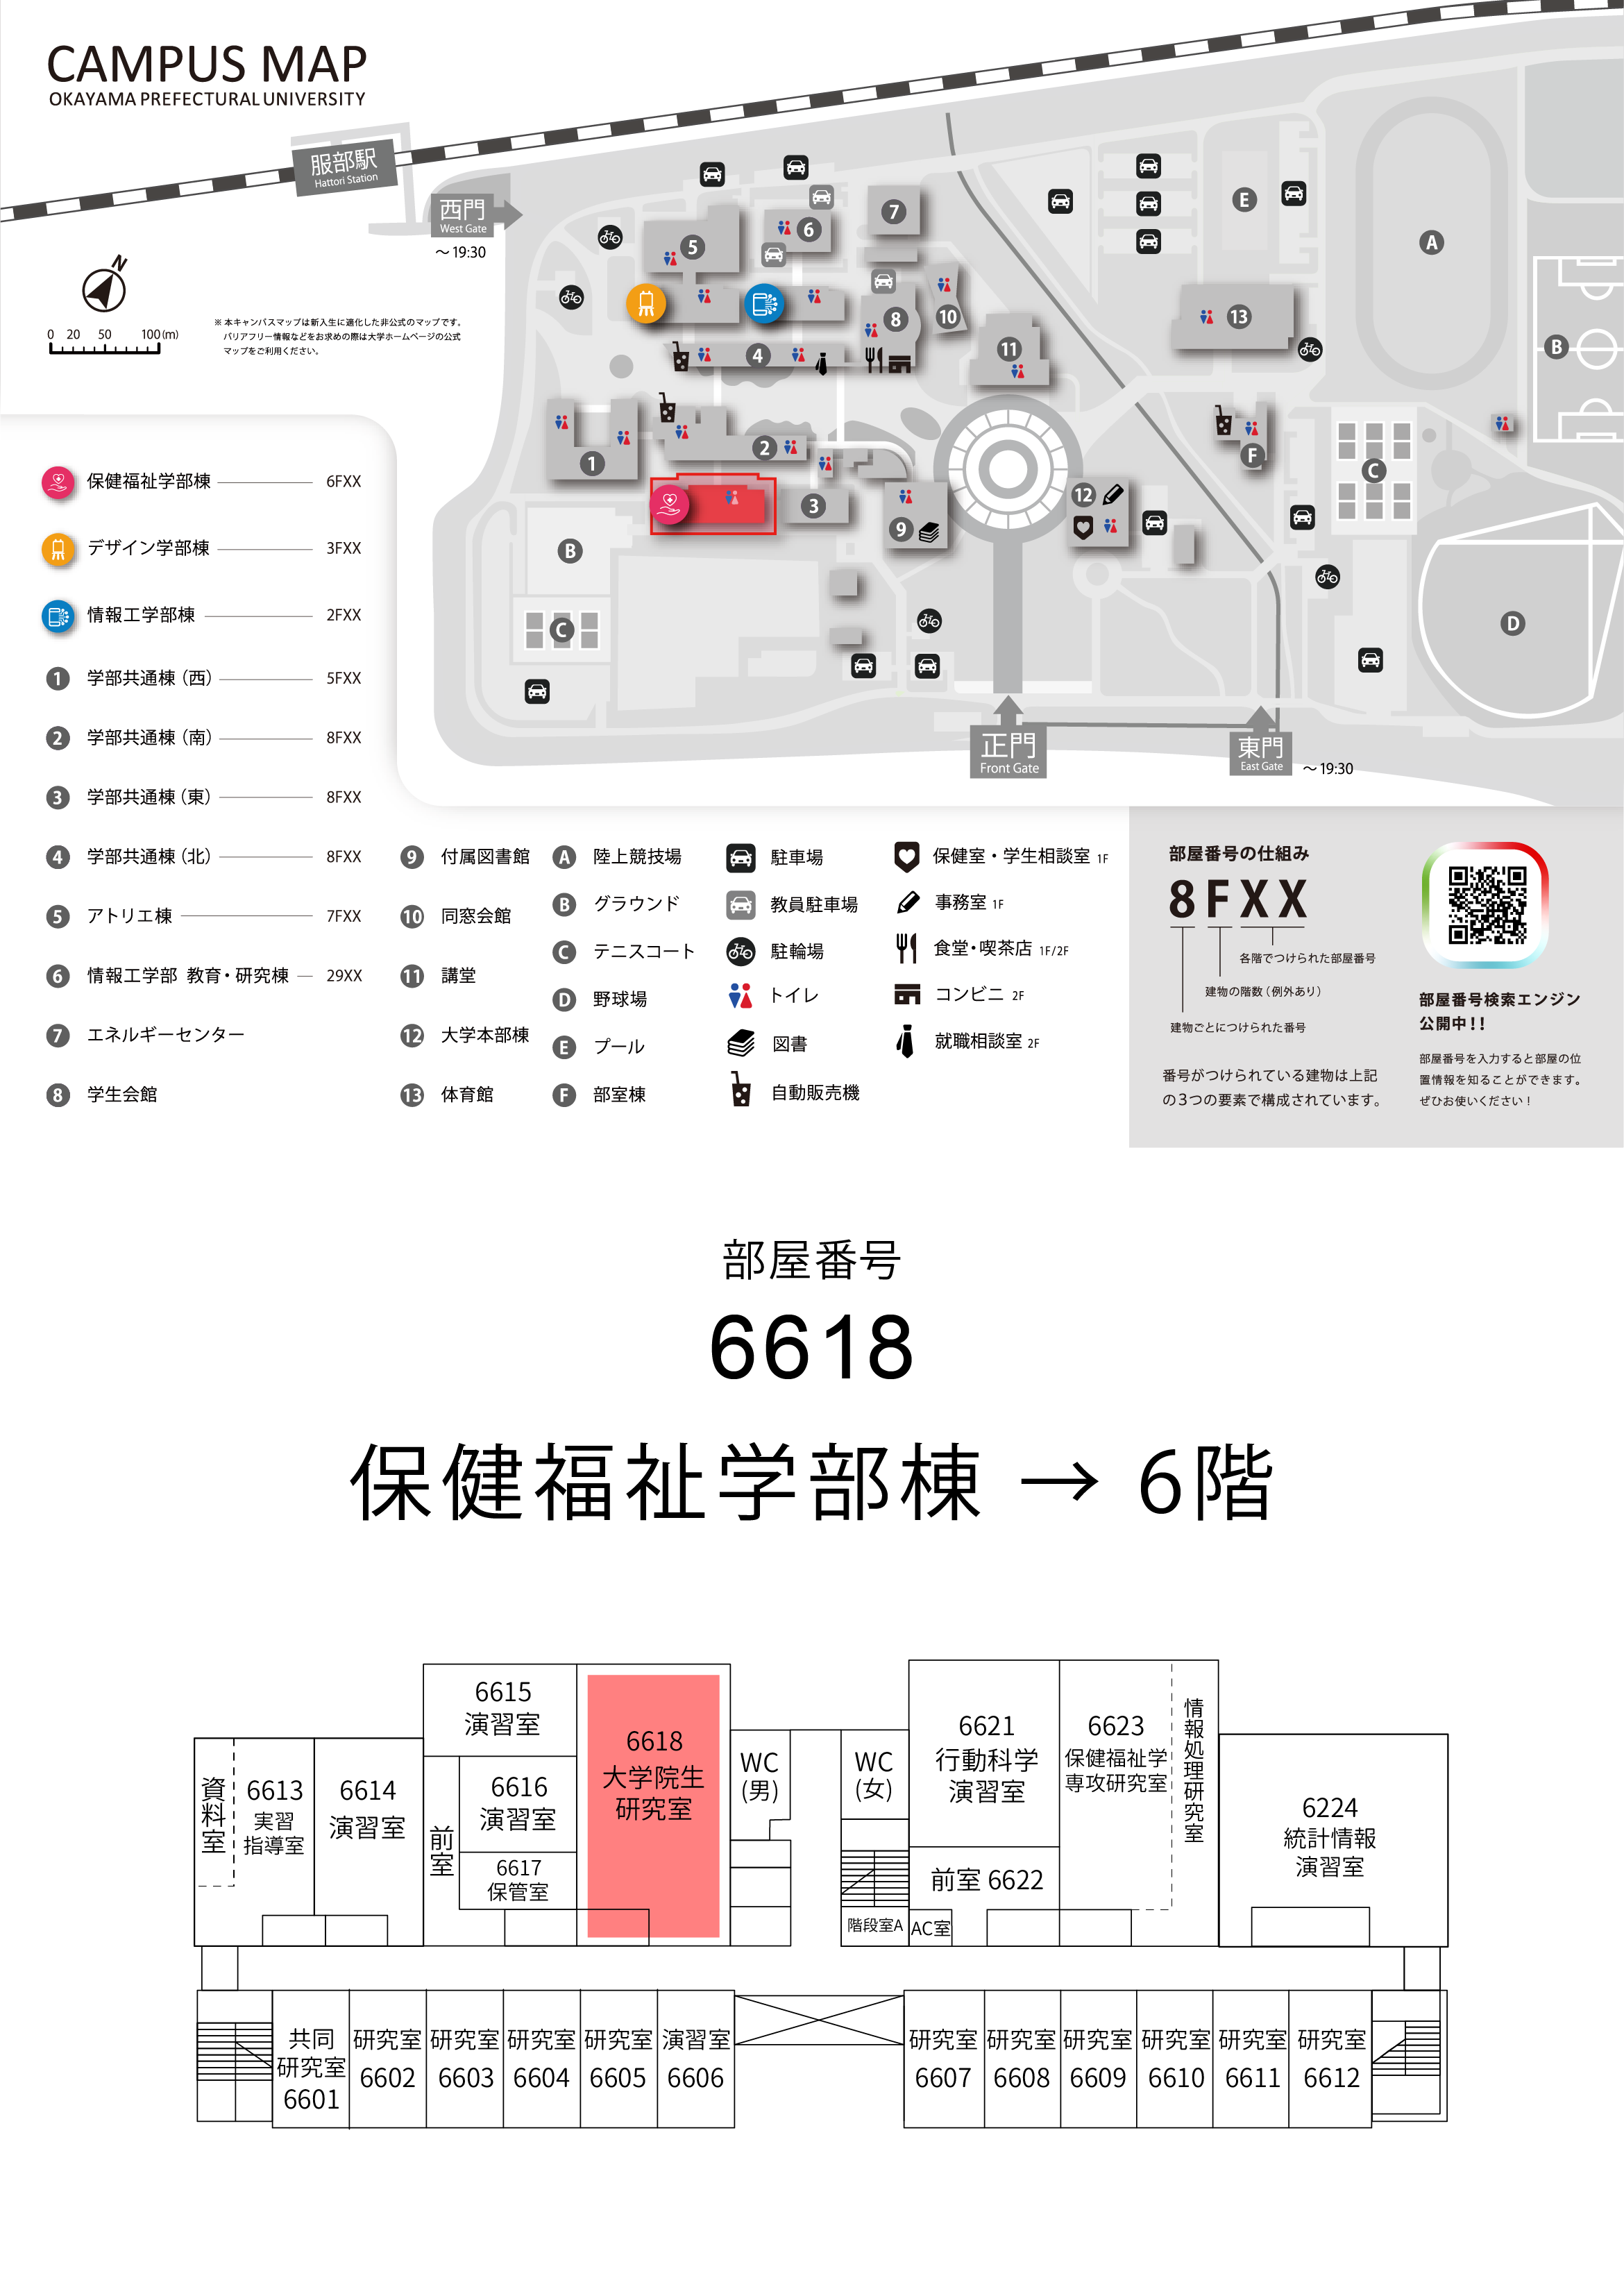 CAMPUS MAP
OKAYAMA PREFECTURAL UNIVERSITY
服部駅
Hattori Station
西門
West Gate
～19:30
N
0 20 50 100(m)
※ 本キャンパスマップは新入生に適化した非公式のマップです。
バリアフリー情報などをお求めの際は大学ホームページの公式
マップをご利用ください。
7
6
5
E
A
8
10
13
4
11
B
1
2
F
C
3
9
12
B
C
D
正門
Front Gate
東門
East Gate
～19:30
保健福祉学部棟 6FXX
デザイン学部棟 3FXX
情報工学部棟 2FXX
1 学部共通棟（西） 5FXX
2 学部共通棟（南） 8FXX
3 学部共通棟（東） 8FXX
4 学部共通棟（北） 8FXX
5 アトリエ棟 7FXX
6 情報工学部 教育・研究棟 29XX
7 エネルギーセンター
8 学生会館
9 付属図書館
10 同窓会館
11 講堂
12 大学本部棟
13 体育館
A 陸上競技場
B グラウンド
C テニスコート
D 野球場
E プール
F 部室棟
駐車場
教員駐車場
駐輪場
トイレ
図書
自動販売機
保健室・学生相談室 1F
事務室 1F
食堂・喫茶店 1F/2F
コンビニ 2F
就職相談室 2F
部屋番号の仕組み
8FXX
各階でつけられた部屋番号
建物の階数（例外あり）
建物ごとにつけられた番号
番号がつけられている建物は上記
の3つの要素で構成されています。
部屋番号検索エンジン
公開中!!
部屋番号を入力すると部屋の位
置情報を知ることができます。
ぜひお使いください！
部屋番号
6618
保健福祉学部棟 → 6階
資料室
6613
実習
指導室
6614
演習室
6615
演習室
前室
6616
演習室
6617
保管室
6618
大学院生
研究室
WC
(男)
WC
(女)
階段室A
AC室
6621
行動科学
演習室
前室 6622
6623
保健福祉学
専攻研究室
情報処理研究室
6224
統計情報
演習室
共同
研究室
6601
研究室
6602
研究室
6603
研究室
6604
研究室
6605
演習室
6606
研究室
6607
研究室
6608
研究室
6609
研究室
6610
研究室
6611
研究室
6612